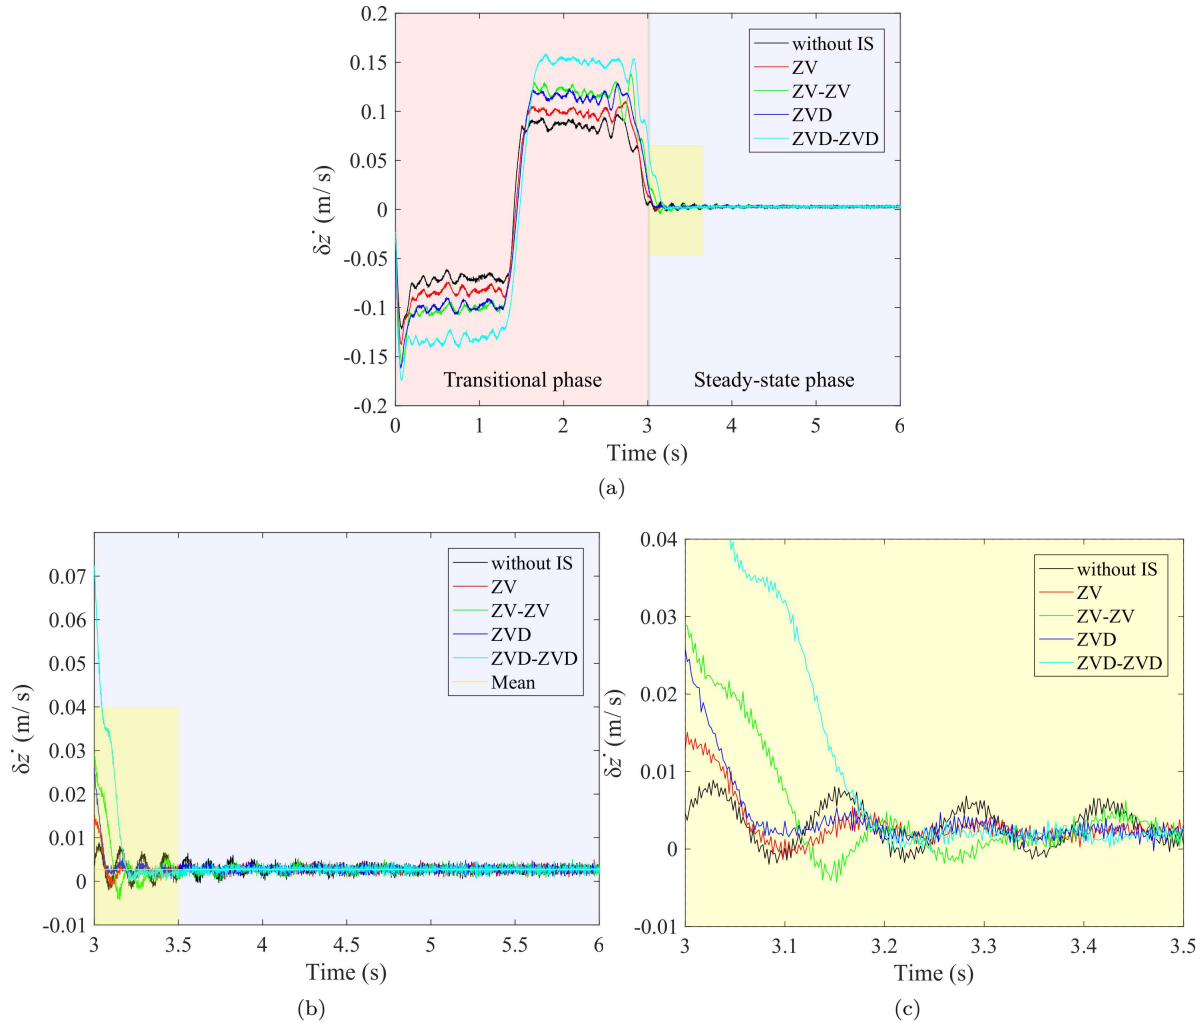 0.2
0.15
0.1
0.05
0
-0.05
-0.1
-0.15
-0.2
δż (m/ s)
without IS
ZV
ZV-ZV
ZVD
ZVD-ZVD
Transitional phase
Steady-state phase
0 1 2 3 4 5 6
Time (s)
(a)
0.07
0.06
0.05
0.04
0.03
0.02
0.01
0
-0.01
δż (m/ s)
without IS
ZV
ZV-ZV
ZVD
ZVD-ZVD
Mean
3 3.5 4 4.5 5 5.5 6
Time (s)
(b)
0.04
0.03
0.02
0.01
0
-0.01
δż (m/ s)
without IS
ZV
ZV-ZV
ZVD
ZVD-ZVD
3 3.1 3.2 3.3 3.4 3.5
Time (s)
(c)